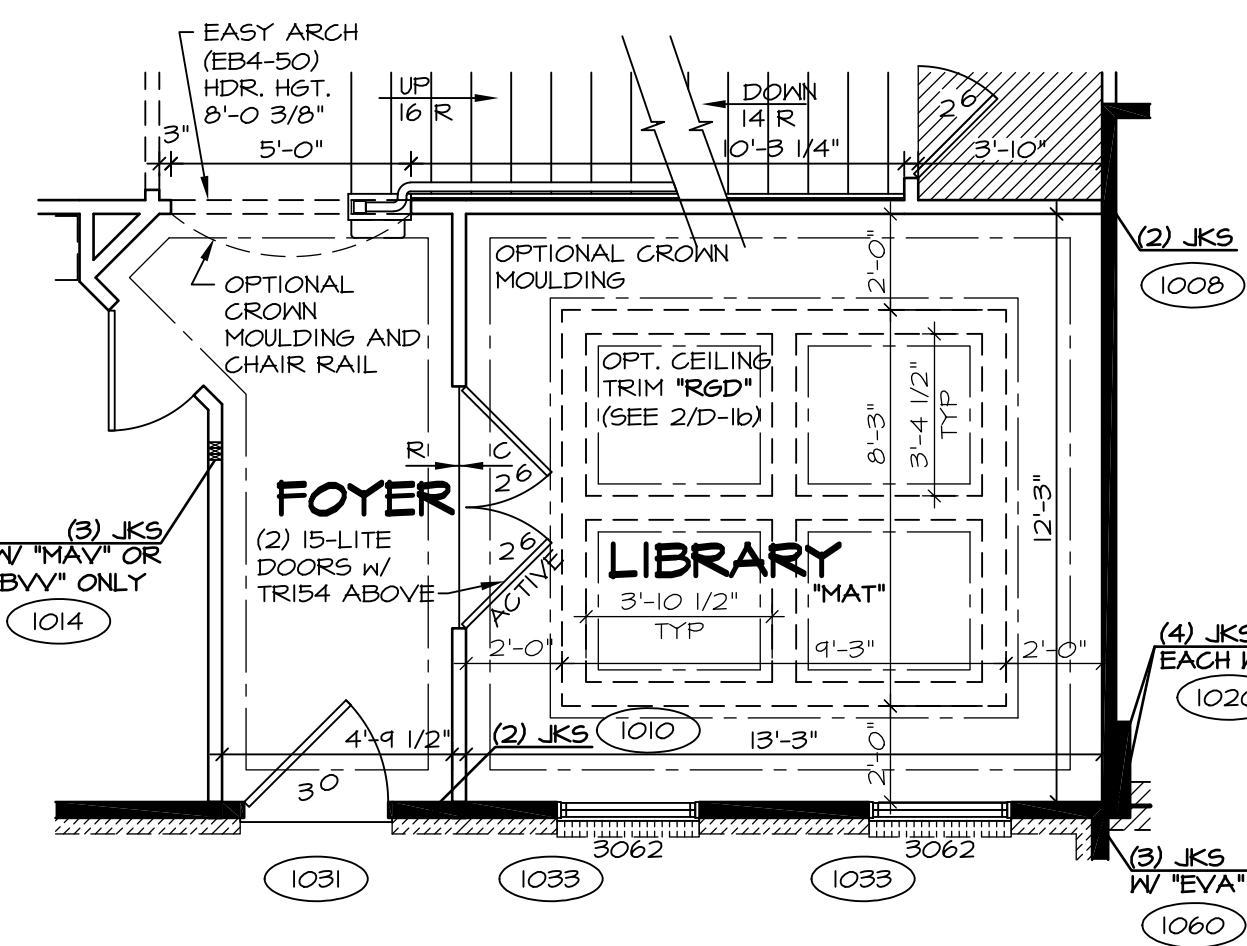 EASY ARCH
(EB4-50)
HDR. HGT.
8'-0 3/8"
UP
16 R
DOWN
14 R
2 6
3"
5'-0"
10'-3 1/4"
3'-10"
(2) JKS
1008
OPTIONAL CROWN
MOULDING
2'-0"
OPTIONAL
CROWN
MOULDING AND
CHAIR RAIL
OPT. CEILING
TRIM "RGD"
(SEE 2/D-1b)
8'-3"
3'-4 1/2"
TYP
12'-3"
R
C
2 6
FOYER
(2) 15-LITE
DOORS W/
TR154 ABOVE
2 6
ACTIVE
LIBRARY
"MAT"
3'-10 1/2"
TYP
(3) JKS
W/ "MAV" OR
BVV" ONLY
1014
2'-0"
9'-3"
2'-0"
(4) JKS
EACH
1020
4'-9 1/2"
(2) JKS
1010
13'-3"
2'-0"
3 0
3062
3062
1031
1033
1033
(3) JKS
W/ "EVA"
1060